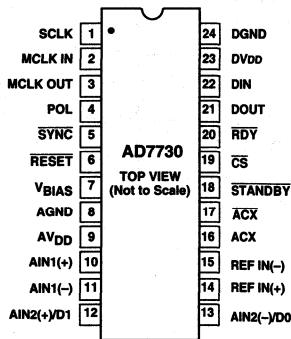 SCLK 1 24 DGND
MCLK IN 2 23 DVDD
MCLK OUT 3 22 DIN
POL 4 21 DOUT
SYNC 5 20 RDY
RESET 6 19 CS
AD7730
TOP VIEW
(Not to Scale)
VBIAS 7 18 STANDBY
AGND 8 17 ACX
AVDD 9 16 ACX
AIN1(+) 10 15 REF IN(–)
AIN1(–) 11 14 REF IN(+)
AIN2(+)/D1 12 13 AIN2(–)/D0